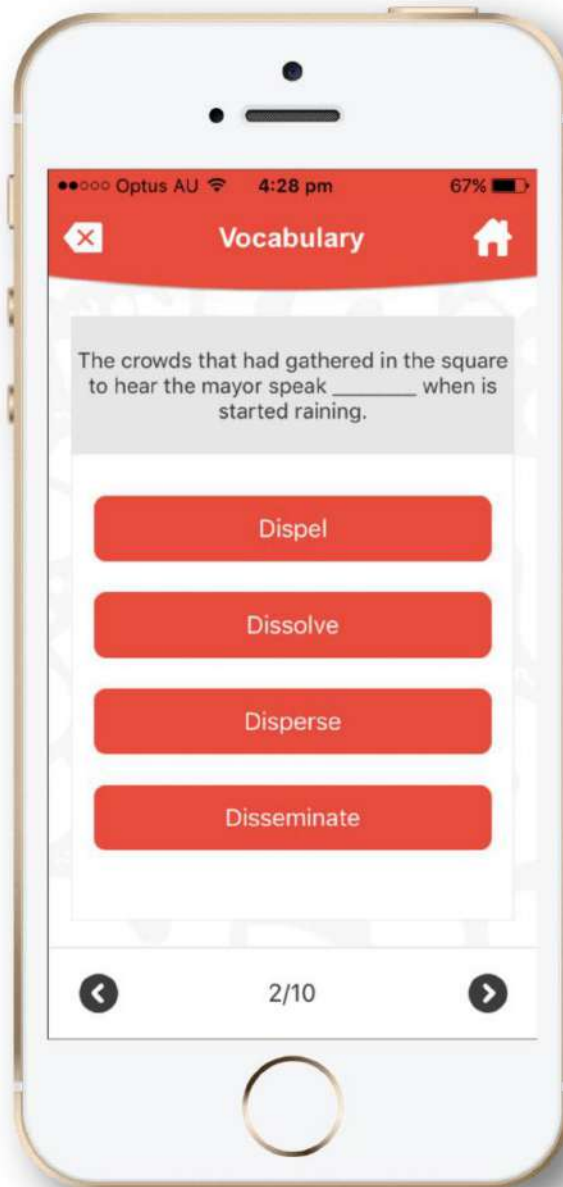 Optus AU 4:28 pm 67%
Vocabulary
The crowds that had gathered in the square
to hear the mayor speak ________ when is
started raining.
Dispel
Dissolve
Disperse
Disseminate
2/10